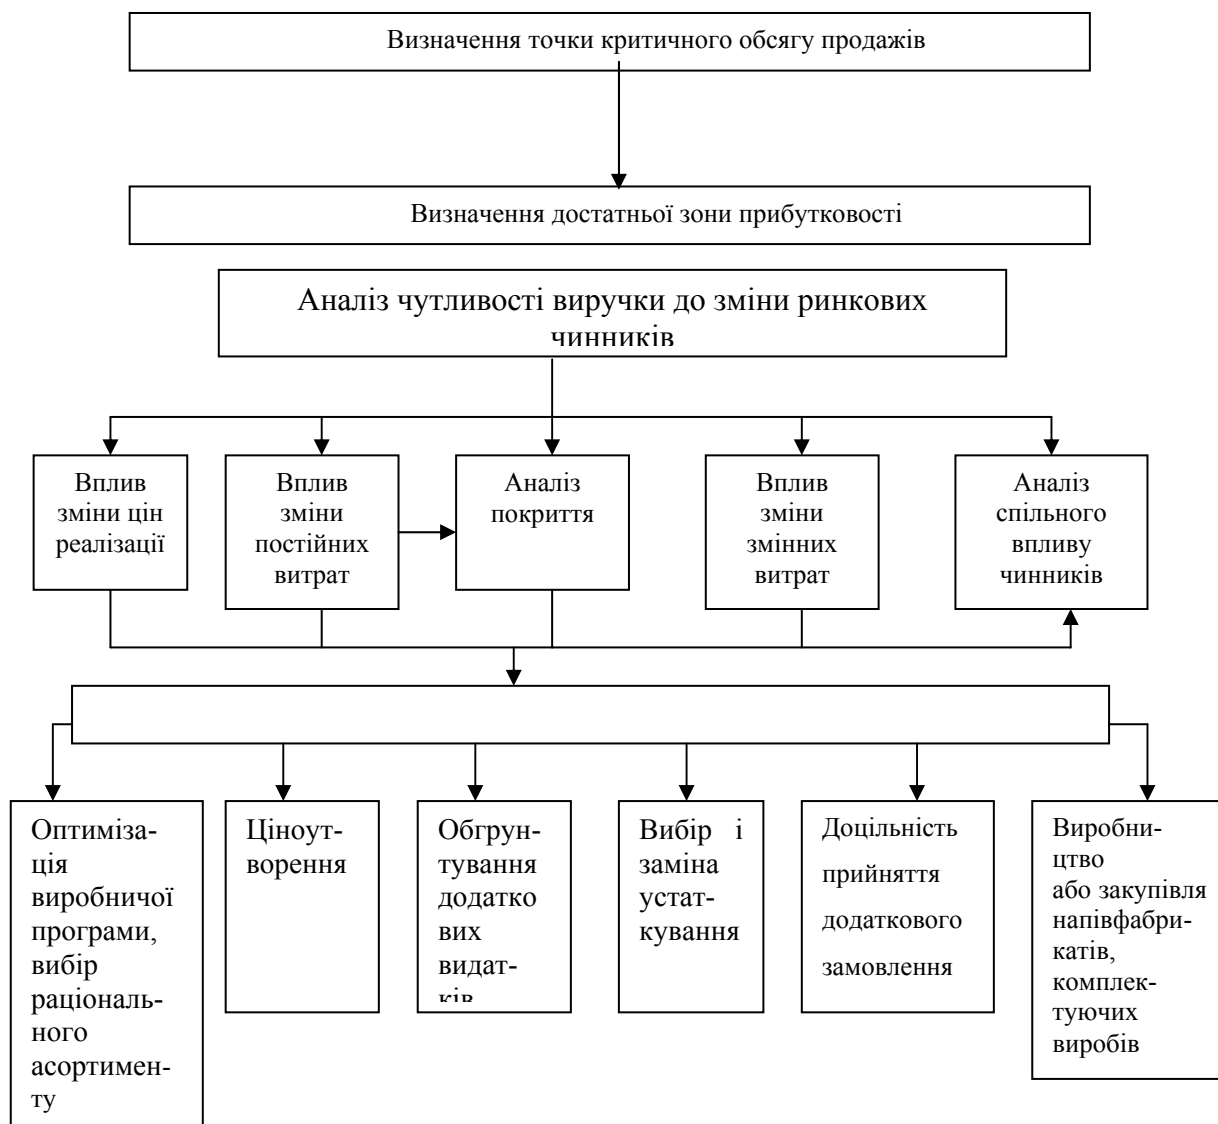 Визначення точки критичного обсягу продажів
Визначення достатньої зони прибутковості
Аналіз чутливості виручки до зміни ринкових
чинників
Вплив
зміни цін
реалізації
Вплив
зміни
постійних
витрат
Аналіз
покриття
Вплив
зміни
змінних
витрат
Аналіз
спільного
впливу
чинників
Оптиміза-
ція
виробничої
програми,
вибір
раціональ-
ного
асортимен-
ту
Ціноут-
ворення
Обгрун-
тування
додатко
вих
видат-
ків
Вибір і
заміна
устат-
кування
Доцільність
прийняття
додаткового
замовлення
Виробни-
цтво
або закупівля
напівфабри-
катів,
комплек-
туючих
виробів